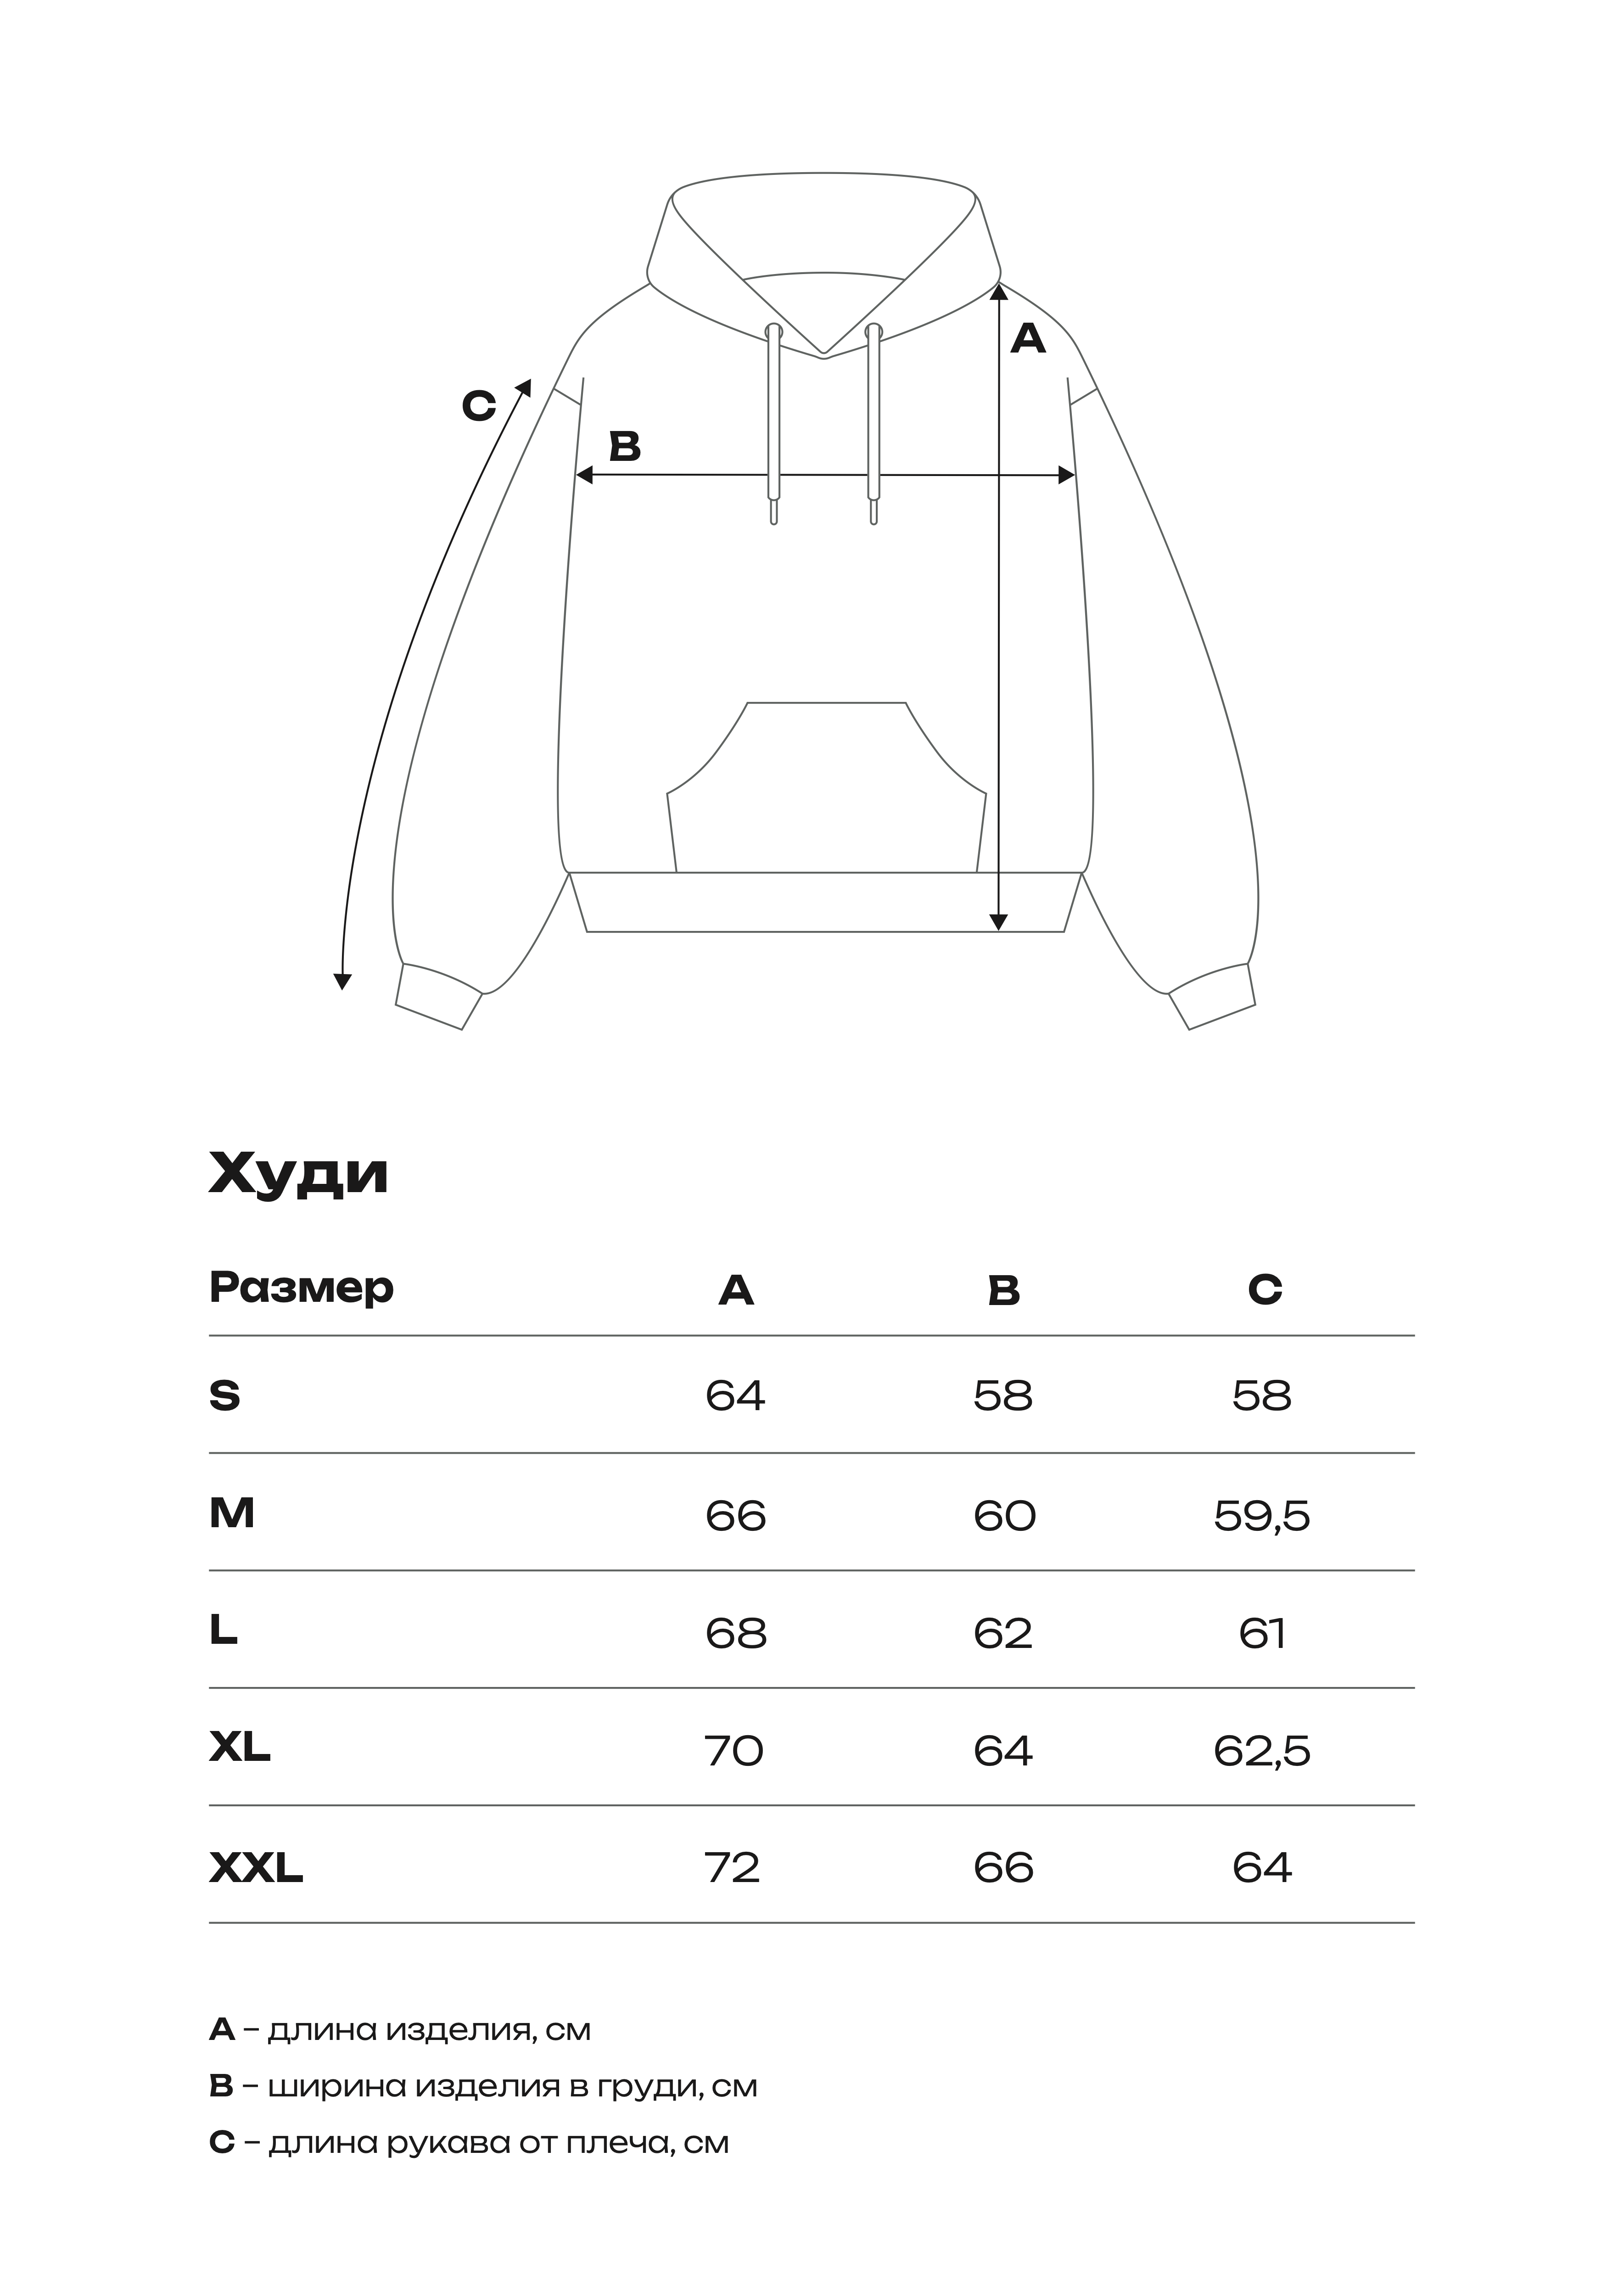 A
C
B
Худи
Размер A B C
S 64 58 58
M 66 60 59,5
L 68 62 61
XL 70 64 62,5
XXL 72 66 64
A – длина изделия, см
B – ширина изделия в груди, см
C – длина рукава от плеча, см